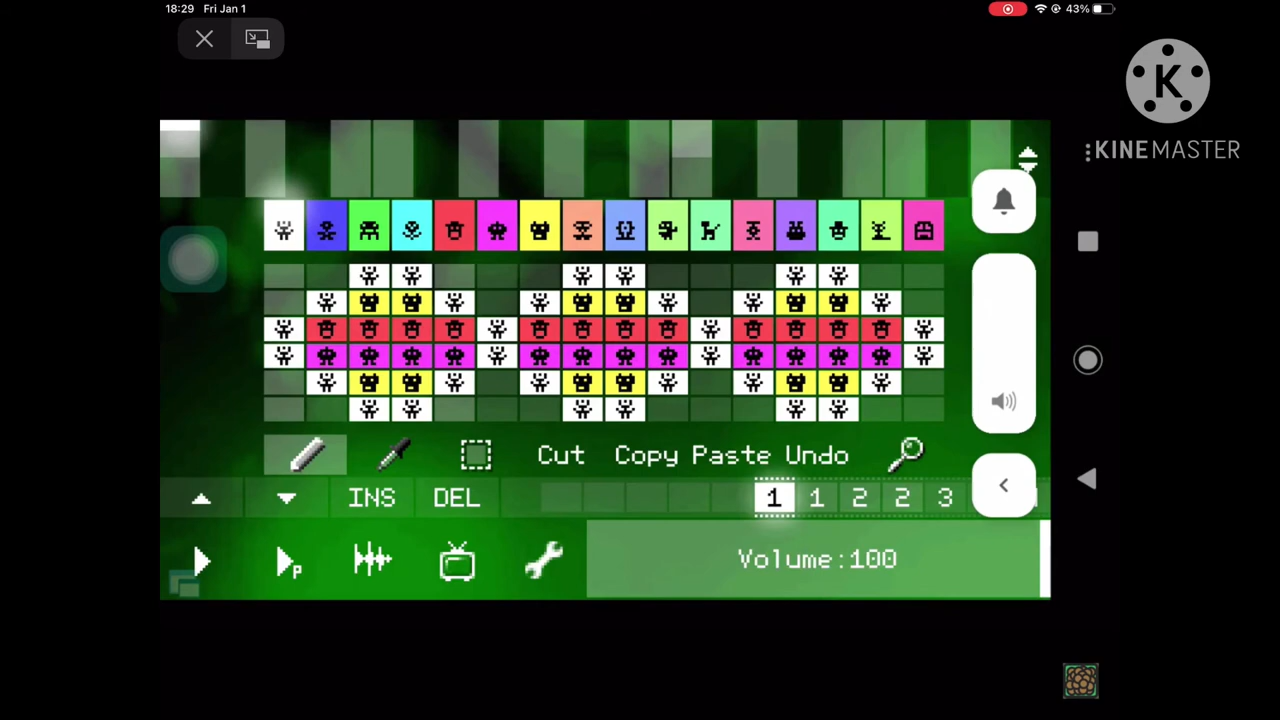 18:29 Fri Jan 1 43%
K
KINEMASTER
Cut Copy Paste Undo
INS DEL 1 1 2 2 3
P Volume:100